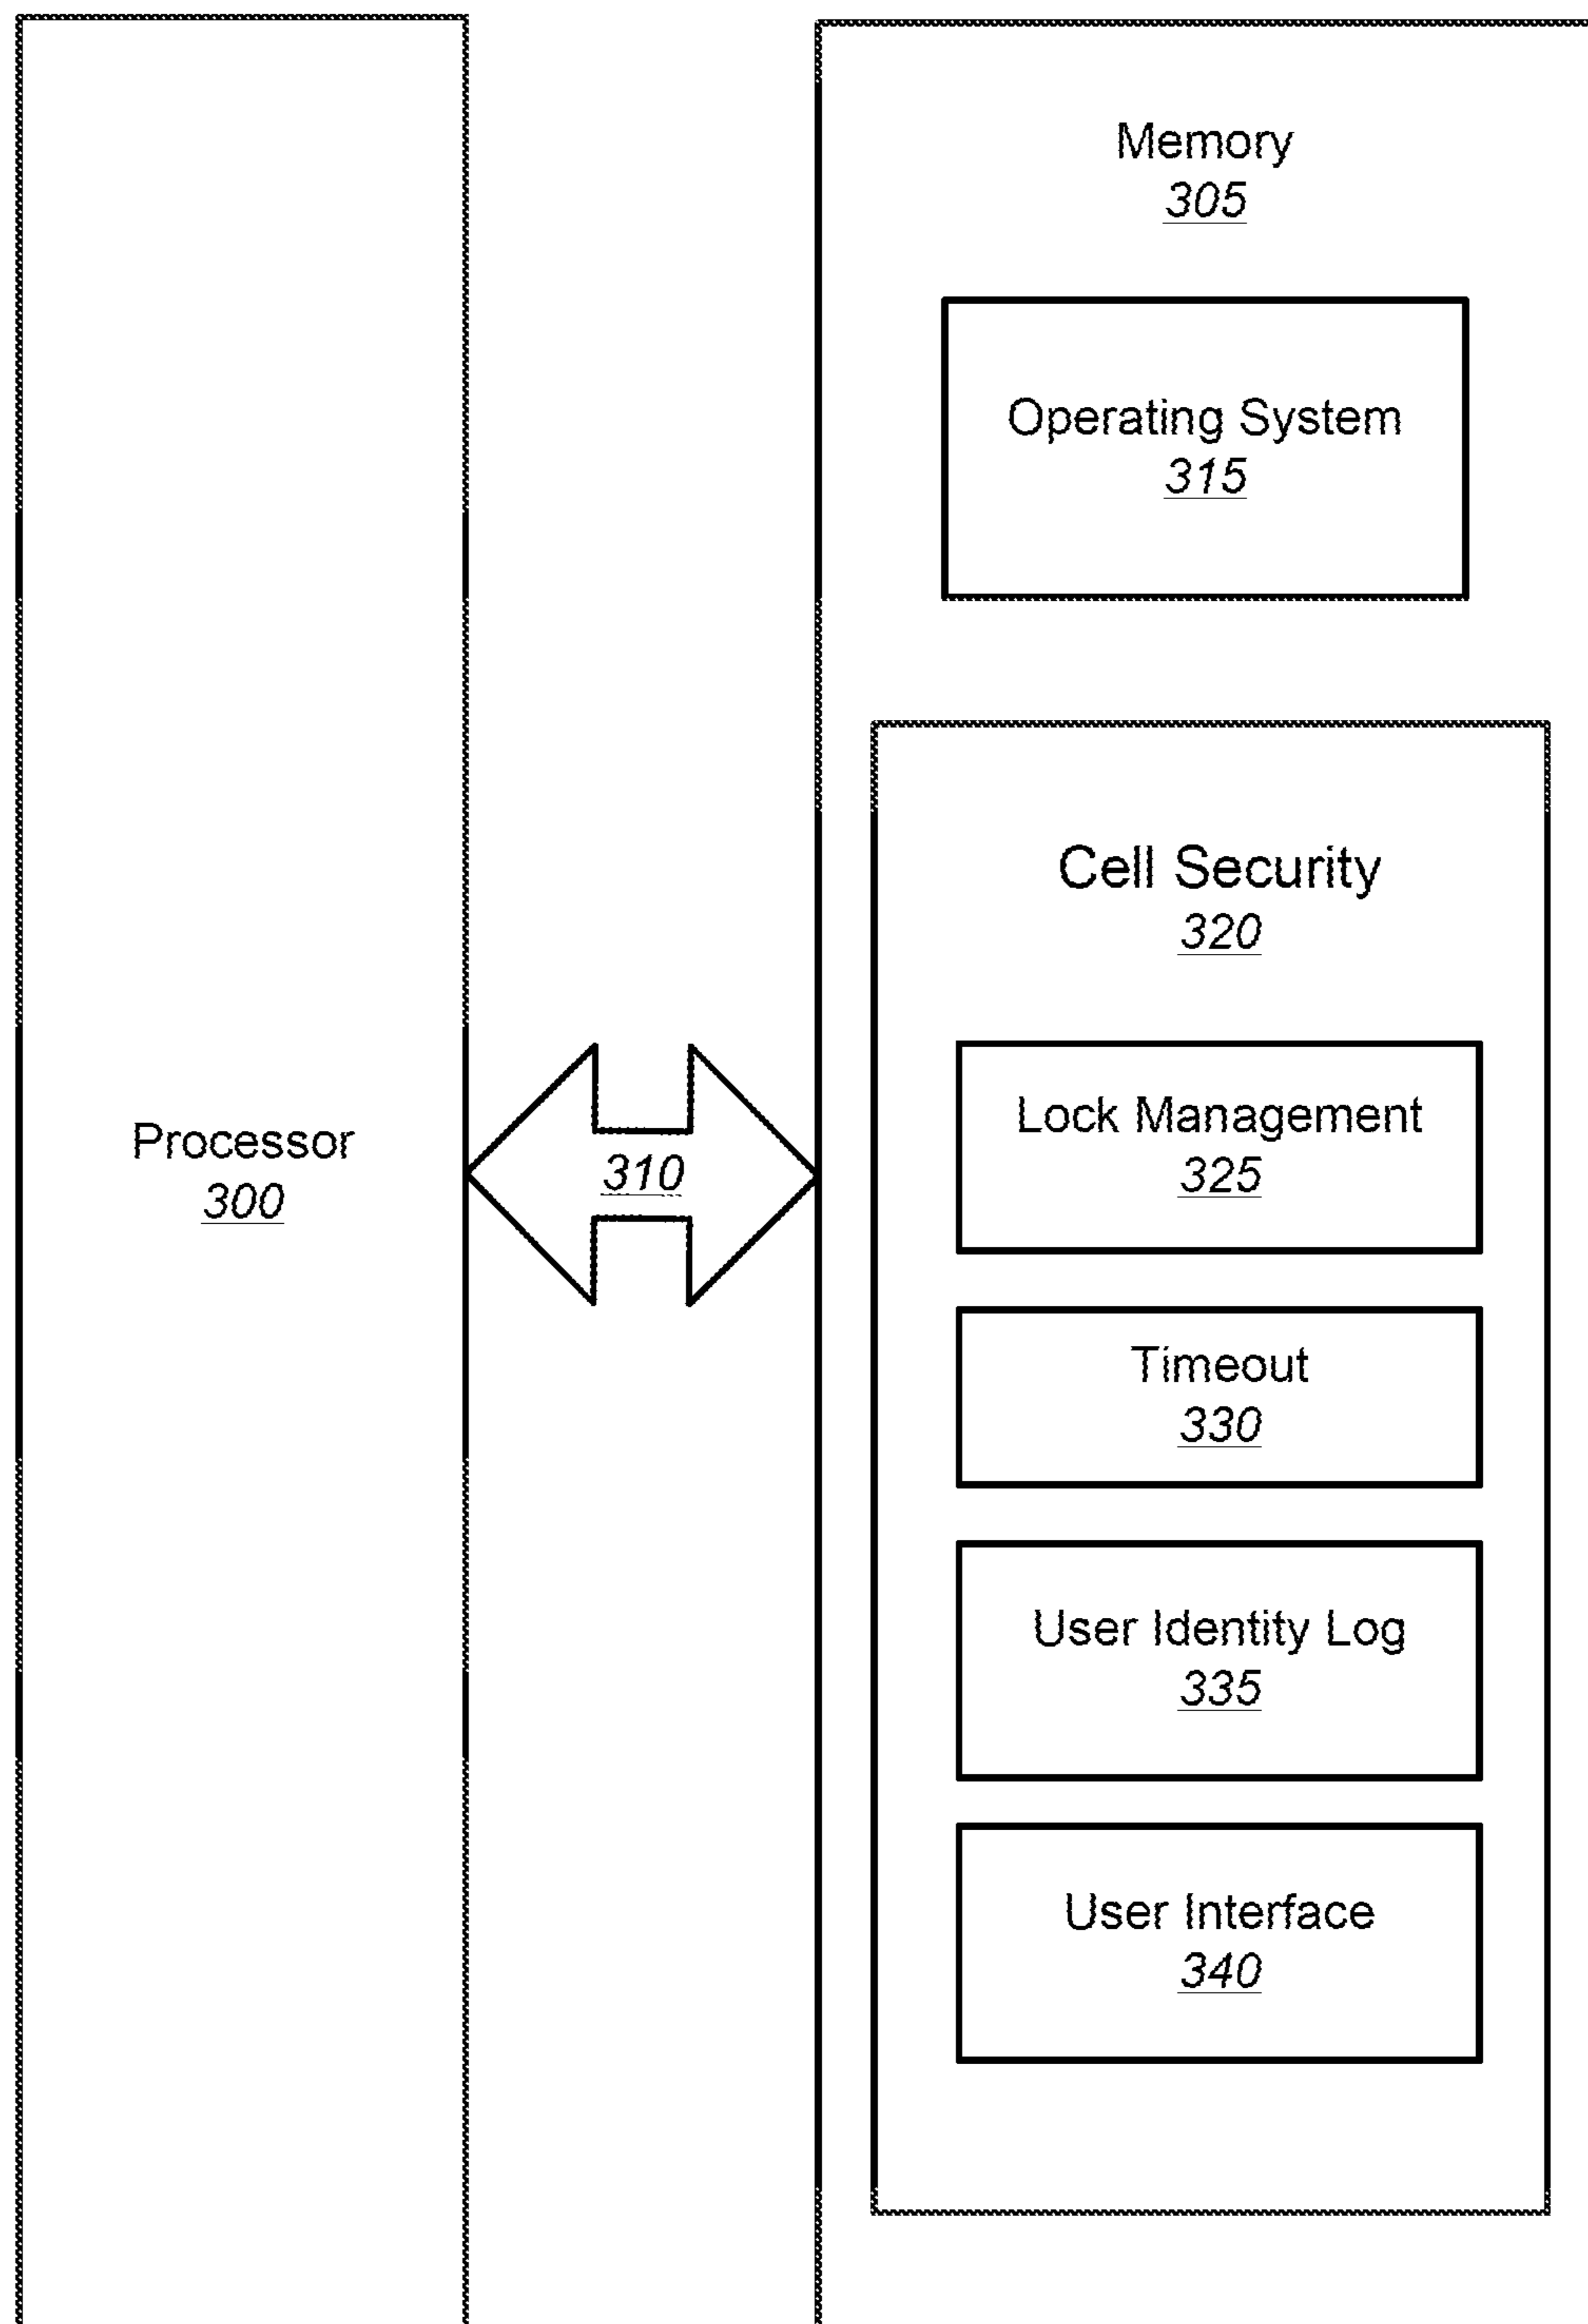 Memory
305
Operating System
315
Cell Security
320
Lock Management
325
Processor
300
310
Timeout
330
User Identity Log
335
User Interface
340